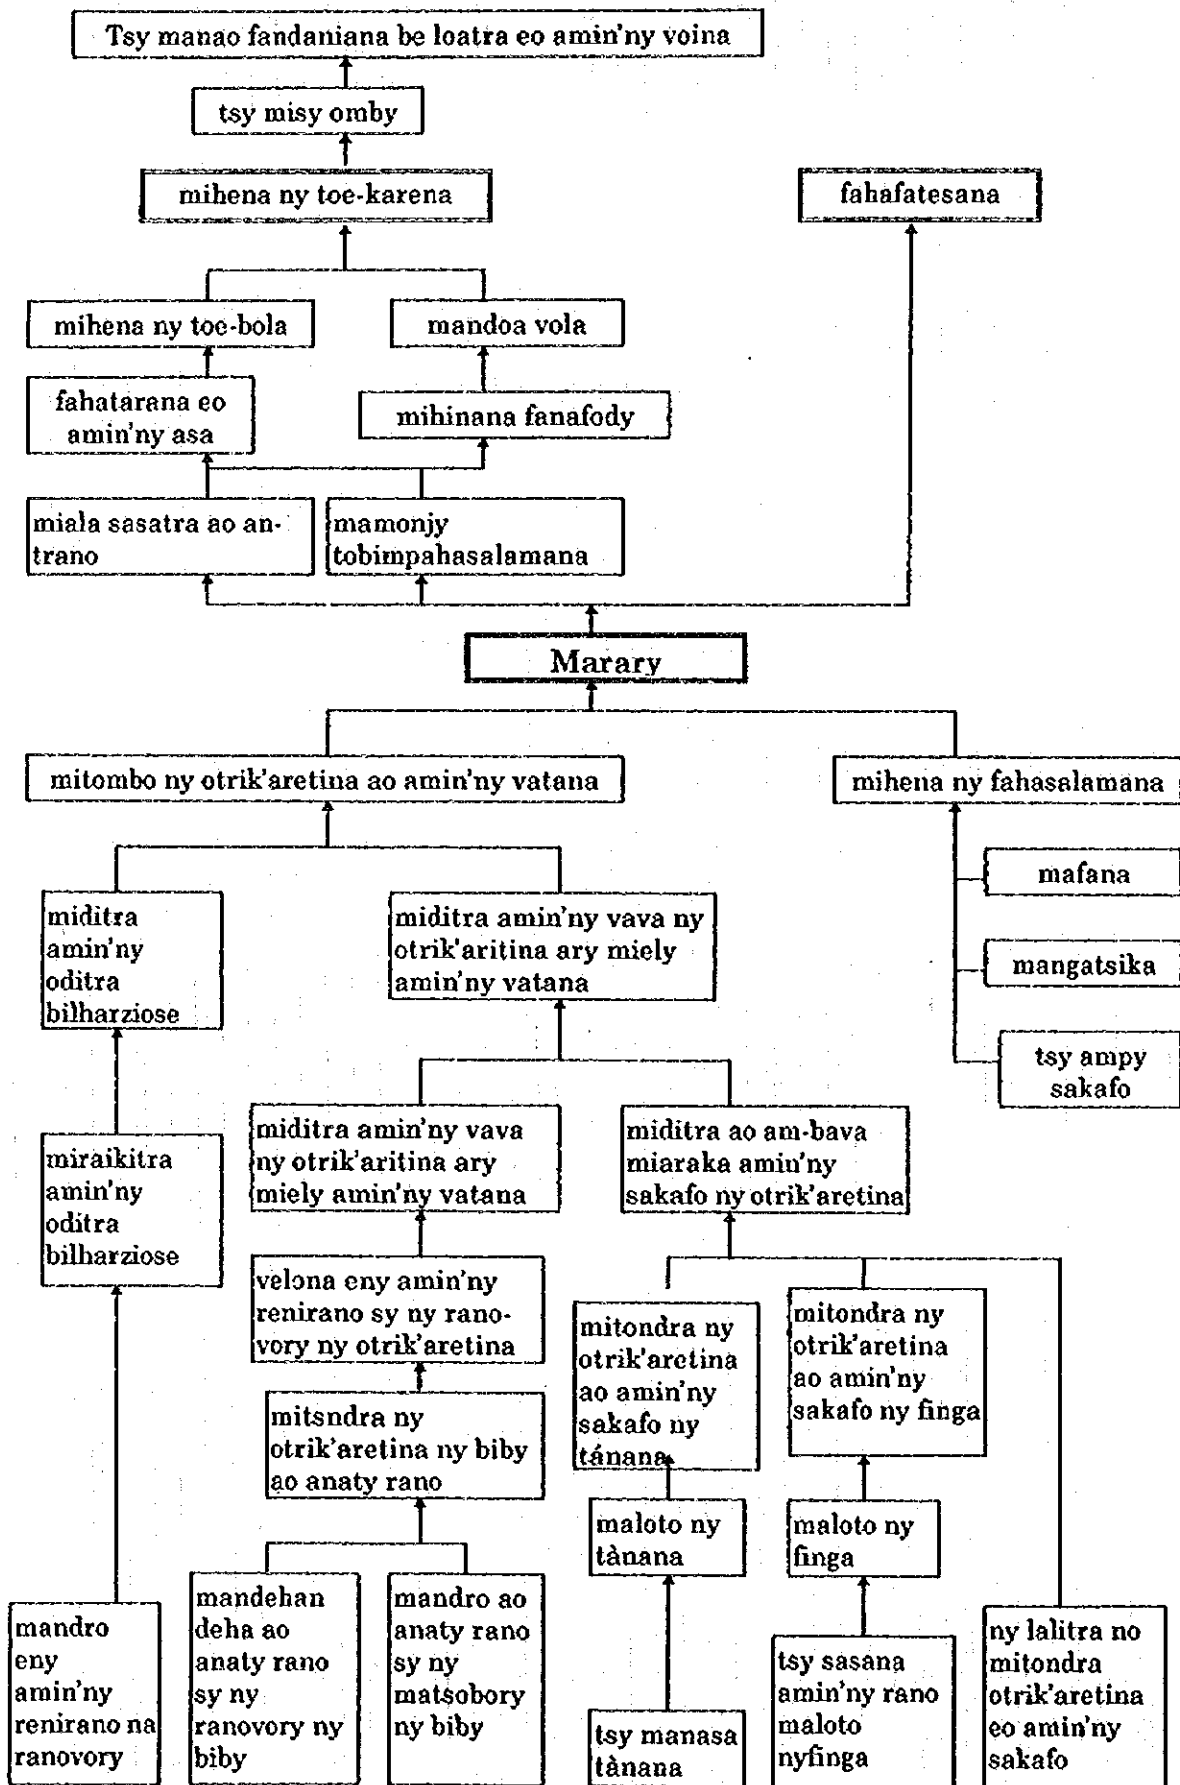 Tsy manao fandaniana be loatra eo amin'ny voina
tsy misy omby
mihena ny toe-karena
fahafatesana
mihena ny toe-bola
mandoa vola
fahatarana eo
amin'ny asa
mihinana fanafody
miala sasatra ao an-
trano
mamonjy
tobimpahasalamana
Marary
mitombo ny otrik'aretina ao amin'ny vatana
mihena ny fahasalamana
mafana
mangatsika
tsy ampy
sakafo
miditra
amin'ny
oditra
bilharziose
miditra amin'ny vava ny
otrik'aritina ary miely
amin'ny vatana
miraikitra
amin'ny
oditra
bilharziose
miditra amin'ny vava
ny otrik'aritina ary
miely amin'ny vatana
miditra ao am-bava
miaraka amin'ny
sakafo ny otrik'aretina
velona eny amin'ny
renirano sy ny rano-
vory ny otrik'aretina
mitondra ny
otrik'aretina
ao amin'ny
sakafo ny
tánana
mitondra ny
otrik'aretina
ao amin'ny
sakafo ny finga
mitsndra ny
otrik'aretina ny biby
ao anaty rano
maloto ny
tànana
maloto ny
finga
mandro
eny
amin'ny
renirano na
ranovory
mandehan
deha ao
anaty rano
sy ny
ranovory ny
biby
mandro ao
anaty rano
sy ny
matsobory
ny biby
tsy manasa
tànana
tsy sasana
amin'ny rano
maloto
nyfinga
ny lalitra no
mitondra
otrik'aretina
eo amin'ny
sakafo